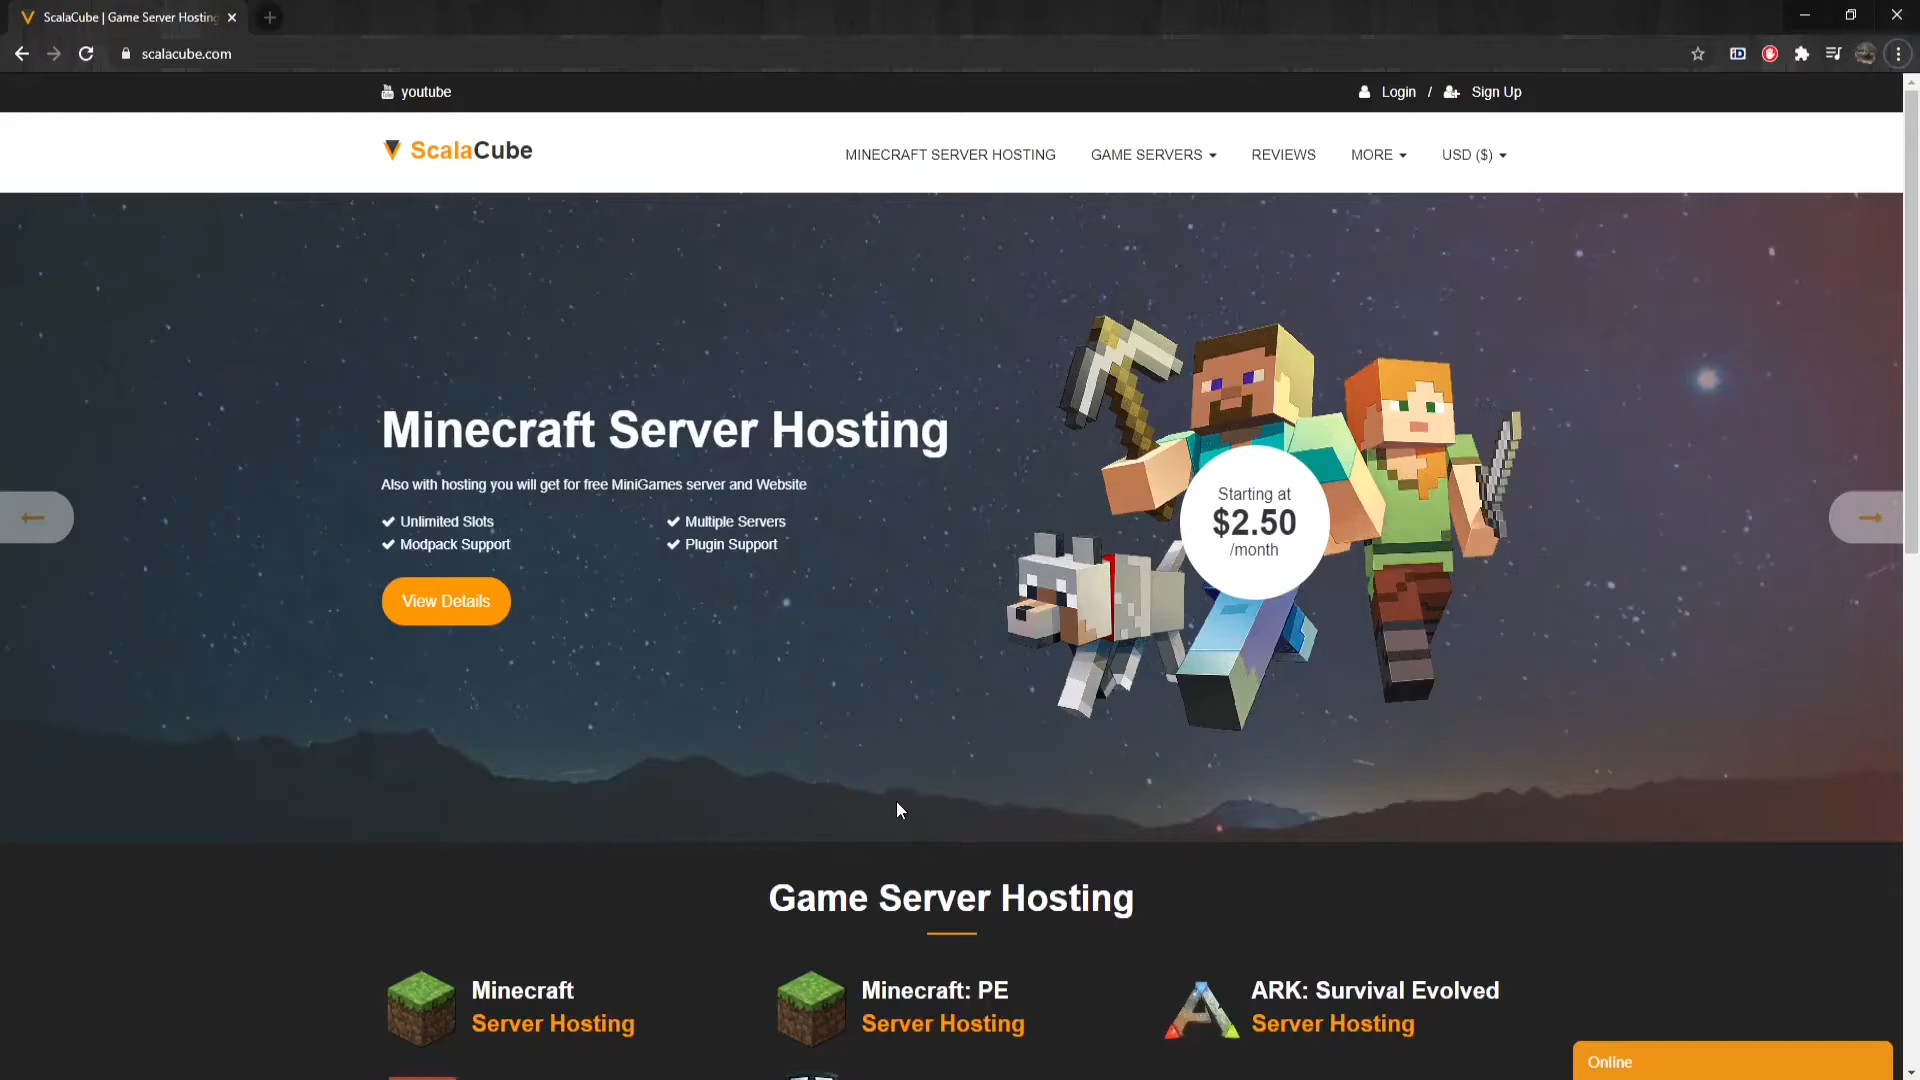 ScalaCube | Game Server Hosting
scalacube.com
youtube
Login / Sign Up
ScalaCube
MINECRAFT SERVER HOSTING GAME SERVERS REVIEWS MORE USD ($)
Minecraft Server Hosting
Also with hosting you will get for free MiniGames server and Website
Unlimited Slots
Multiple Servers
Modpack Support
Plugin Support
View Details
Starting at
$2.50
/month
Game Server Hosting
Minecraft
Server Hosting
Minecraft: PE
Server Hosting
ARK: Survival Evolved
Server Hosting
Online